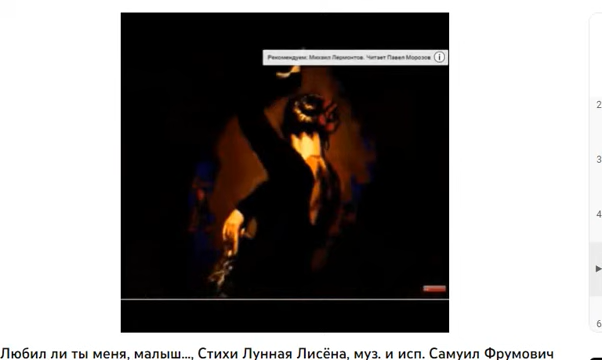 Рекомендуем: Михаил Лермонтов. Читает Павел Морозов
2
3
4
6
Любил ли ты меня, малыш..., Стихи Лунная Лисёна, муз. и исп. Самуил Фрумович